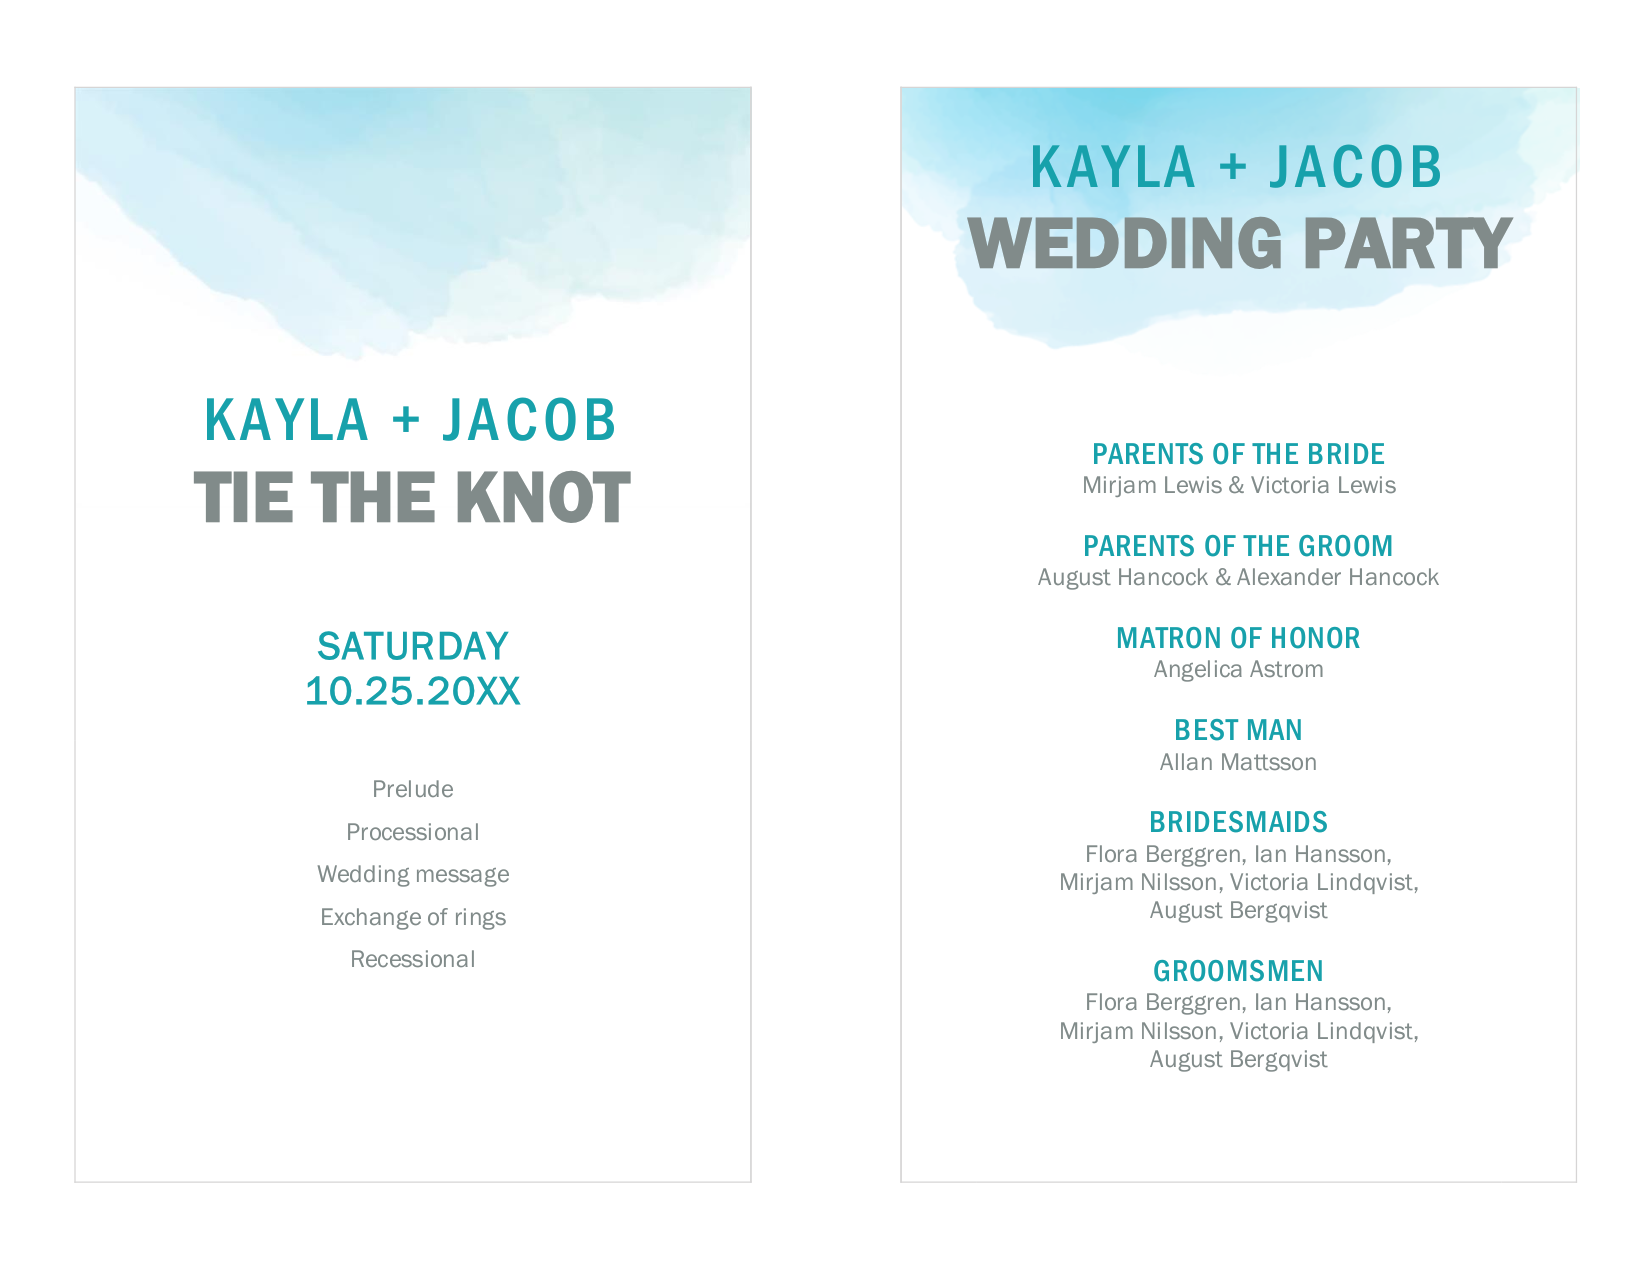 KAYLA + JACOB
TIE THE KNOT
SATURDAY
10.25.20XX
Prelude
Processional
Wedding message
Exchange of rings
Recessional
KAYLA + JACOB
WEDDING PARTY
PARENTS OF THE BRIDE
Mirjam Lewis & Victoria Lewis
PARENTS OF THE GROOM
August Hancock & Alexander Hancock
MATRON OF HONOR
Angelica Astrom
BEST MAN
Allan Mattsson
BRIDESMAIDS
Flora Berggren, Ian Hansson,
Mirjam Nilsson, Victoria Lindqvist,
August Bergqvist
GROOMSMEN
Flora Berggren, Ian Hansson,
Mirjam Nilsson, Victoria Lindqvist,
August Bergqvist